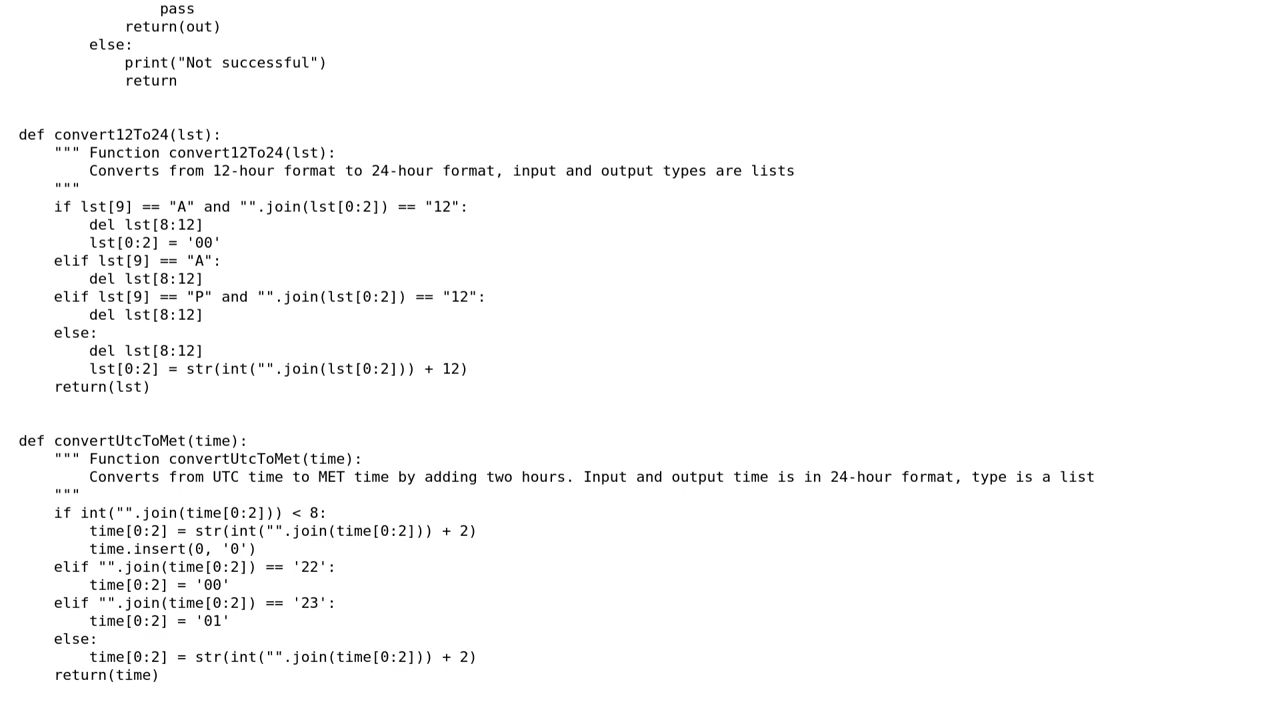 pass
            return(out)
        else:
            print("Not successful")
            return


def convert12To24(lst):
    """ Function convert12To24(lst):
        Converts from 12-hour format to 24-hour format, input and output types are lists
    """
    if lst[9] == "A" and "".join(lst[0:2]) == "12":
        del lst[8:12]
        lst[0:2] = '00'
    elif lst[9] == "A":
        del lst[8:12]
    elif lst[9] == "P" and "".join(lst[0:2]) == "12":
        del lst[8:12]
    else:
        del lst[8:12]
        lst[0:2] = str(int("".join(lst[0:2])) + 12)
    return(lst)


def convertUtcToMet(time):
    """ Function convertUtcToMet(time):
        Converts from UTC time to MET time by adding two hours. Input and output time is in 24-hour format, type is a list
    """
    if int("".join(time[0:2])) < 8:
        time[0:2] = str(int("".join(time[0:2])) + 2)
        time.insert(0, '0')
    elif "".join(time[0:2]) == '22':
        time[0:2] = '00'
    elif "".join(time[0:2]) == '23':
        time[0:2] = '01'
    else:
        time[0:2] = str(int("".join(time[0:2])) + 2)
    return(time)